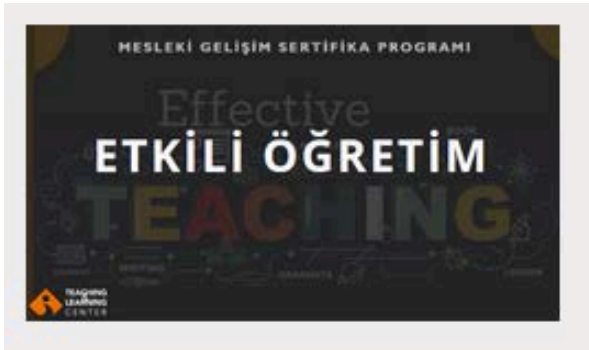 MESLEKİ GELİŞİM SERTİFİKA PROGRAMI
Effective
ETKİLİ ÖĞRETİM
TEACHING
TEACHING
LEARNING
CENTER